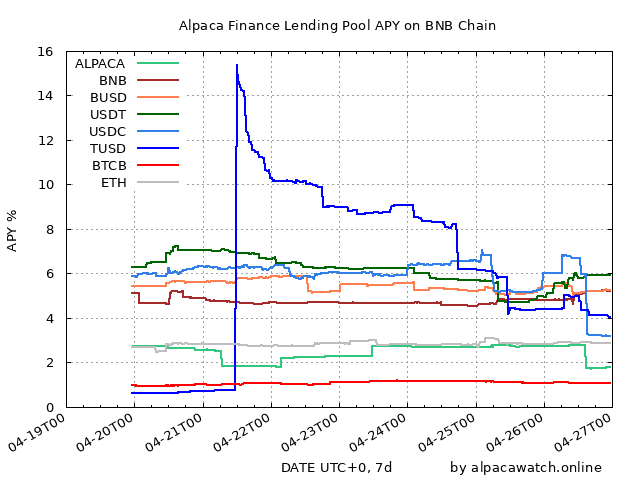 Alpaca Finance Lending Pool APY on BNB Chain
16
14
12
10
8
6
4
2
0
APY %
ALPACA
BNB
BUSD
USDT
USDC
TUSD
BTCB
ETH
04-19T00
04-20T00
04-21T00
04-22T00
04-23T00
04-24T00
04-25T00
04-26T00
04-27T00
DATE UTC+0, 7d
by alpacawatch.online